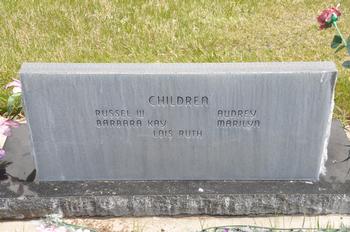 CHILDREN
RUSSEL W AUDREY
BARBARA KAY MARILYN
LOIS RUTH